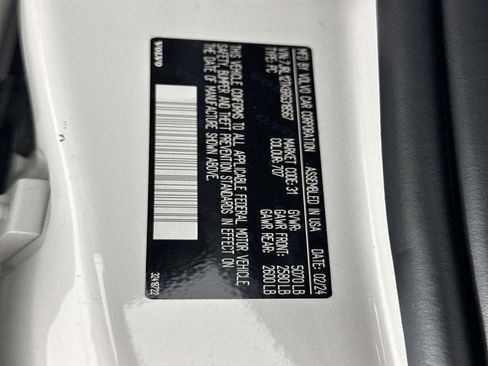 MFD BY VOLVO CAR CORPORATION ASSEMBLED IN USA 02/24
GVWR: 5070 LB
MARKET CODE: 31 GAWR FRONT: 2580 LB
TYPE: PC COLOUR: 707 GAWR REAR: 2600 LB
THIS VEHICLE CONFORMS TO ALL APPLICABLE FEDERAL MOTOR VEHICLE
SAFETY, BUMPER, AND THEFT PREVENTION STANDARDS IN EFFECT ON
THE DATE OF MANUFACTURE SHOWN ABOVE.
VOLVO